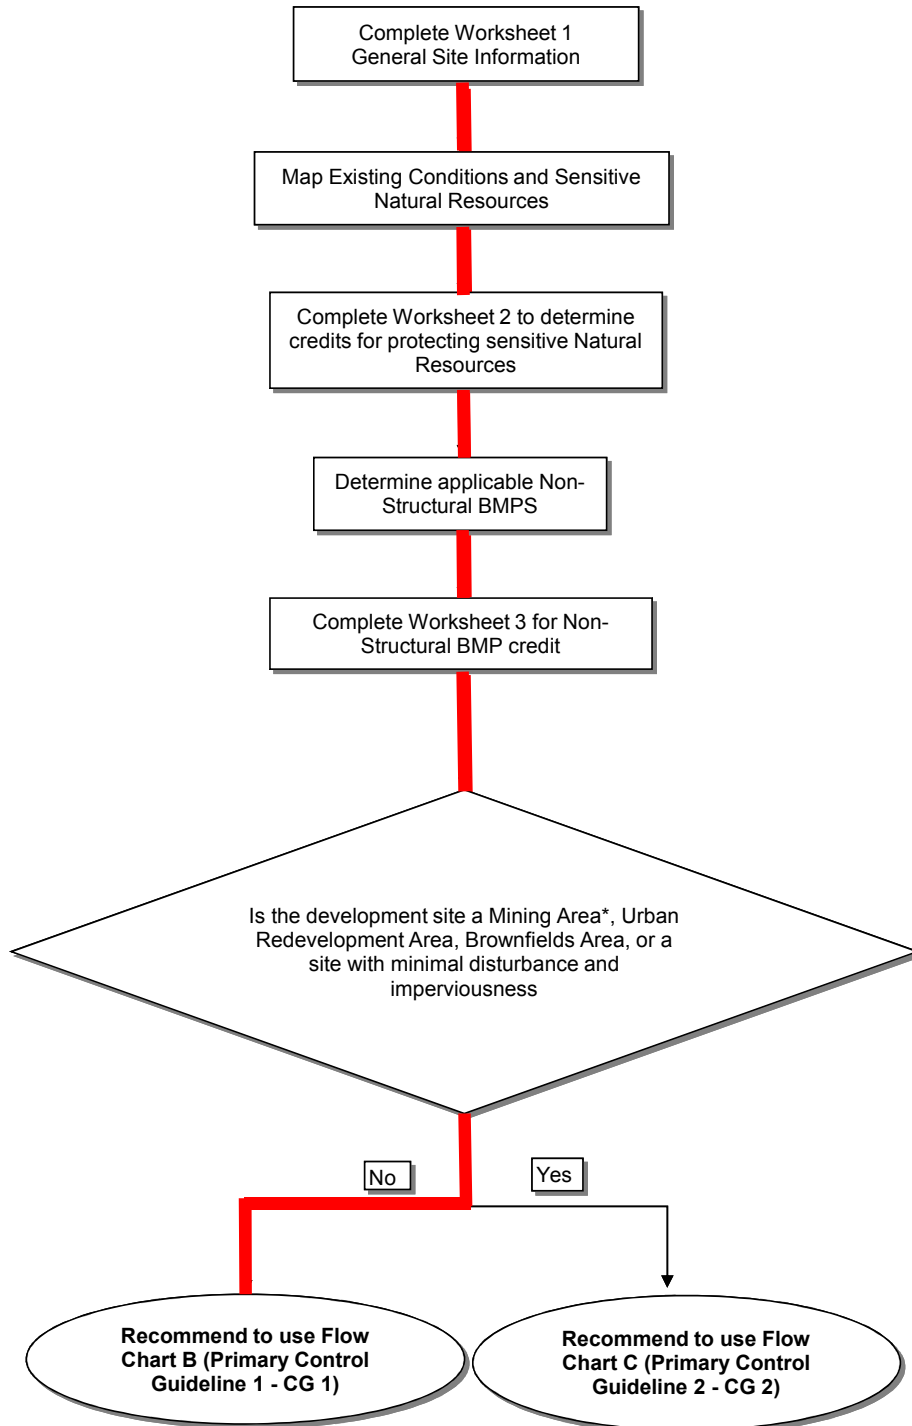 Complete Worksheet 1
General Site Information
Map Existing Conditions and Sensitive
Natural Resources
Complete Worksheet 2 to determine
credits for protecting sensitive Natural
Resources
Determine applicable Non-
Structural BMPS
Complete Worksheet 3 for Non-
Structural BMP credit
Is the development site a Mining Area*, Urban
Redevelopment Area, Brownfields Area, or a
site with minimal disturbance and
imperviousness
No
Yes
Recommend to use Flow
Chart B (Primary Control
Guideline 1 - CG 1)
Recommend to use Flow
Chart C (Primary Control
Guideline 2 - CG 2)